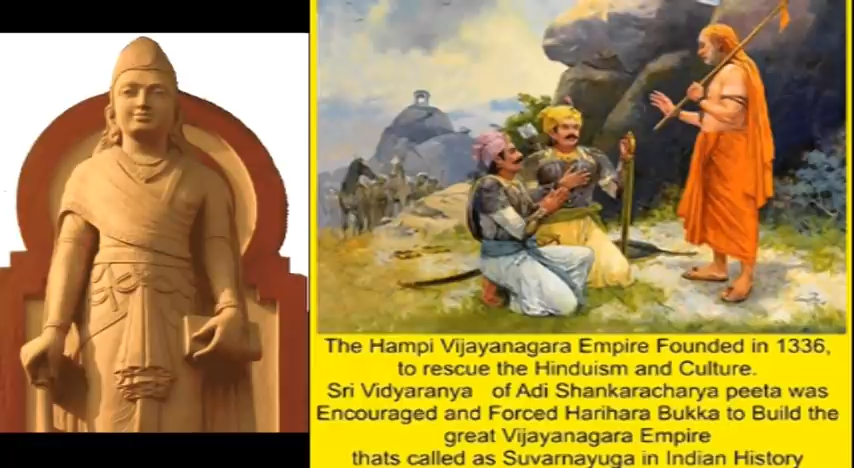 The Hampi Vijayanagara Empire Founded in 1336,
to rescue the Hinduism and Culture.
Sri Vidyaranya of Adi Shankaracharya peeta was
Encouraged and Forced Harihara Bukka to Build the
great Vijayanagara Empire
thats called as Suvarnayuga in Indian History